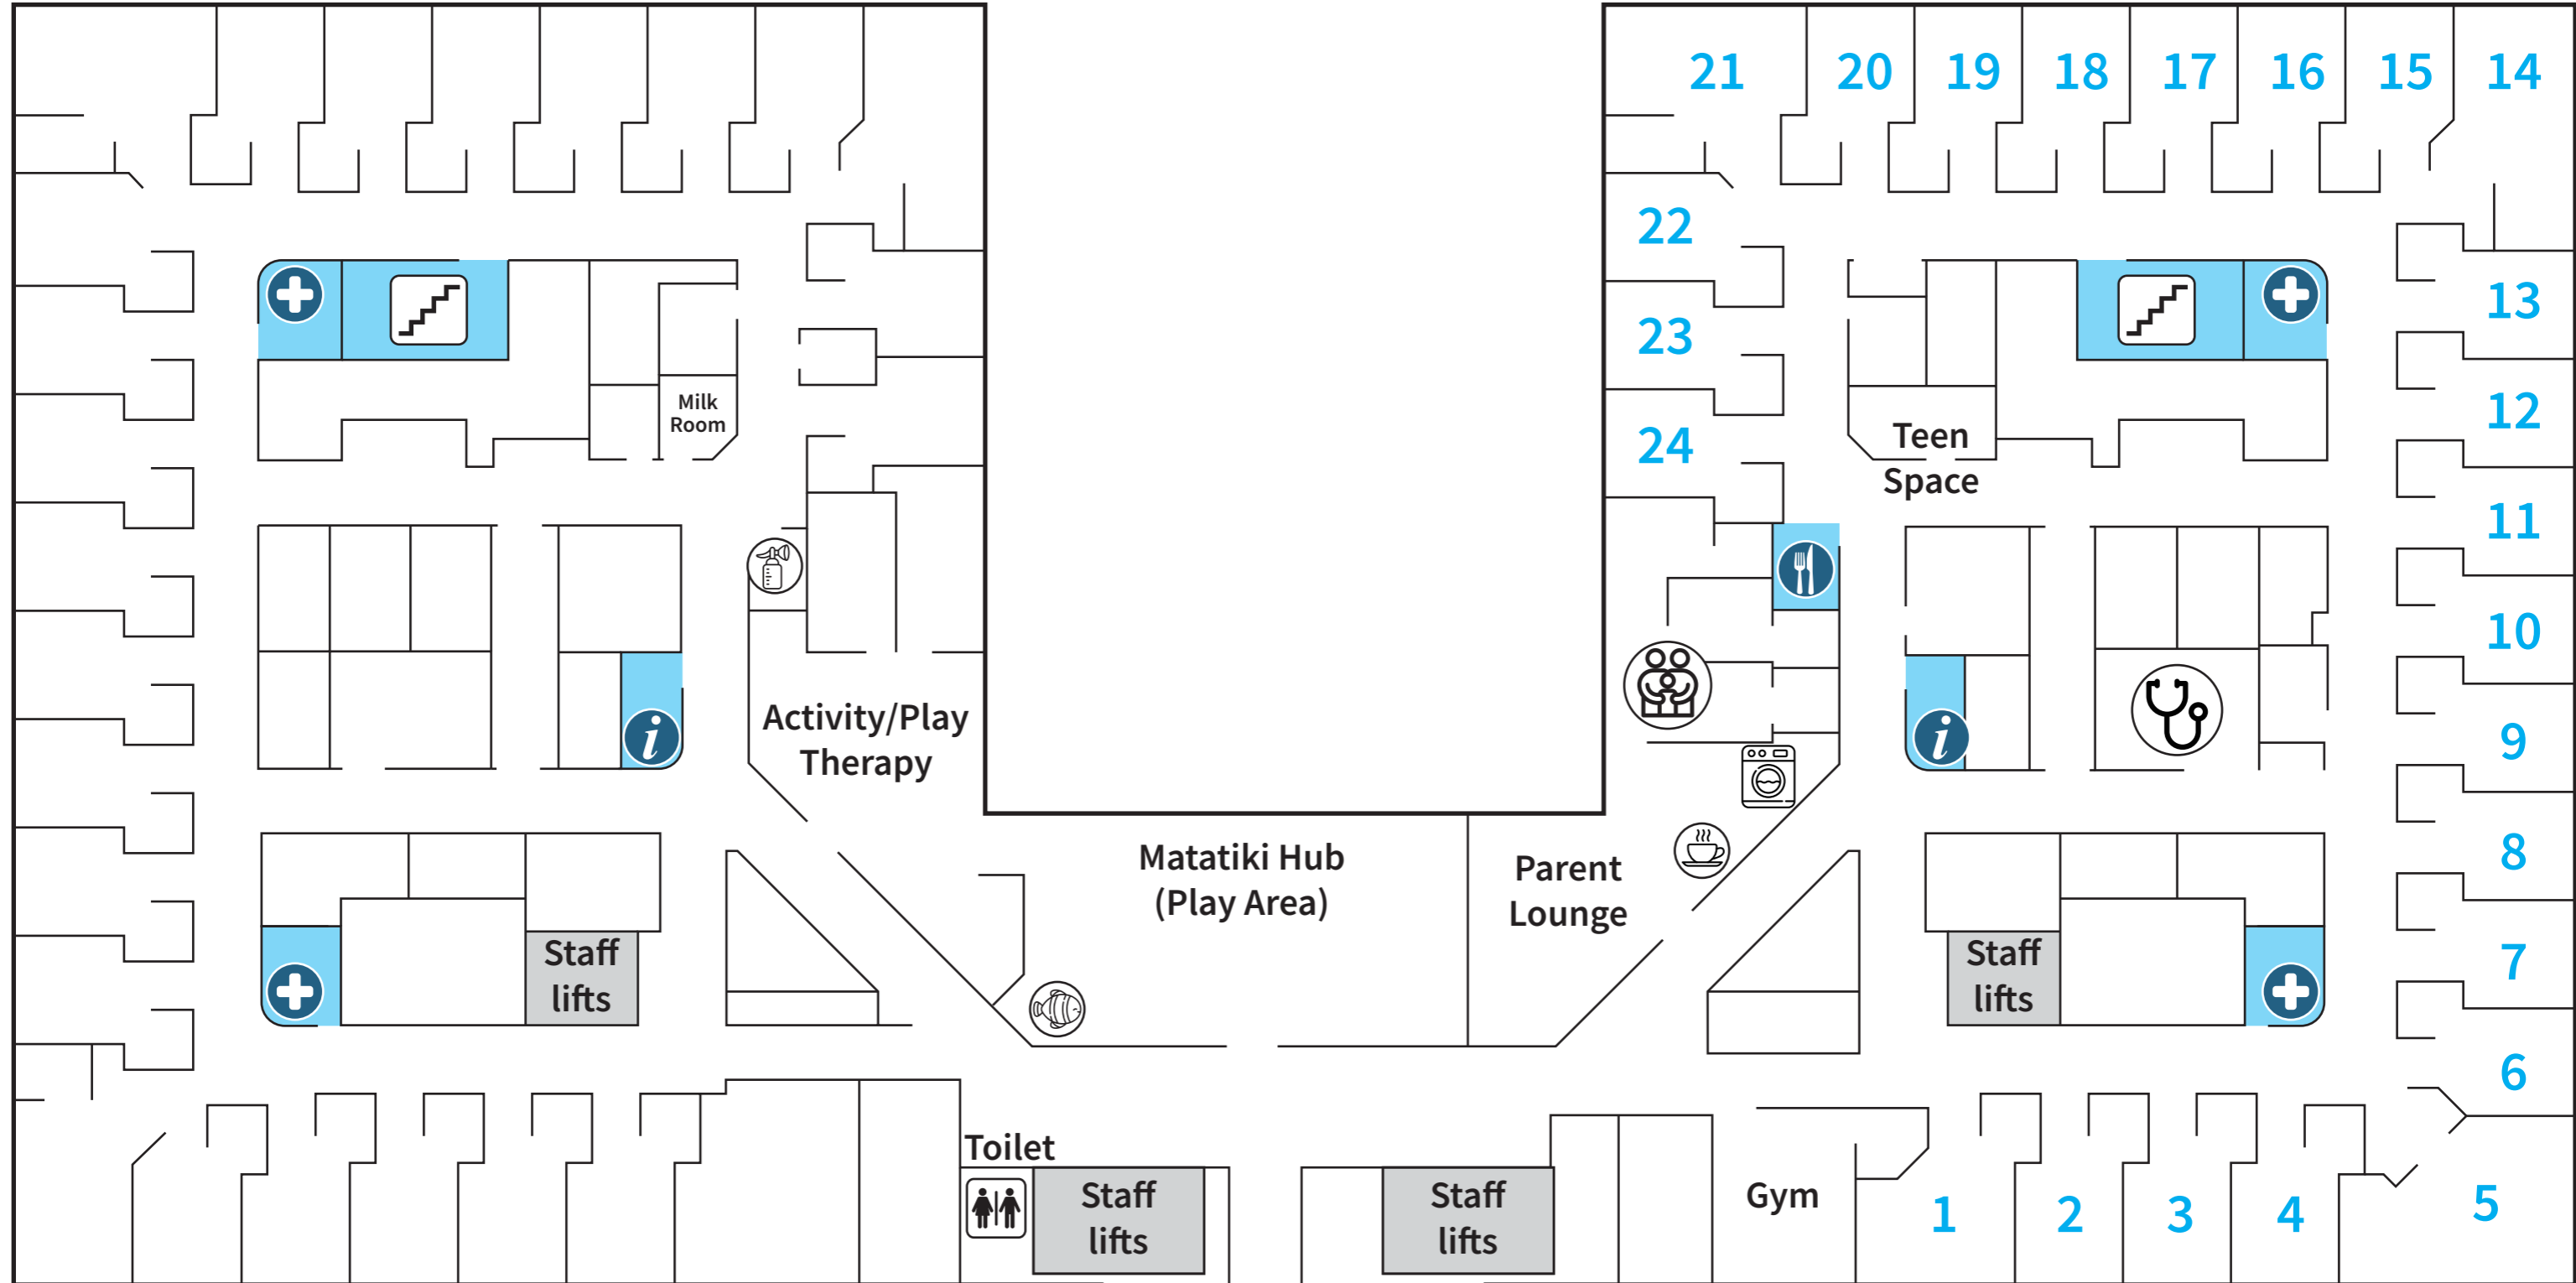 21
20
19
18
17
16
15
14
22
13
23
12
Milk
Room
24
Teen
Space
11
10
i
i
Activity/Play
Therapy
9
Matatiki Hub
(Play Area)
Parent
Lounge
8
Staff
lifts
Staff
lifts
7
6
Toilet
Staff
lifts
Staff
lifts
Gym
1
2
3
4
5